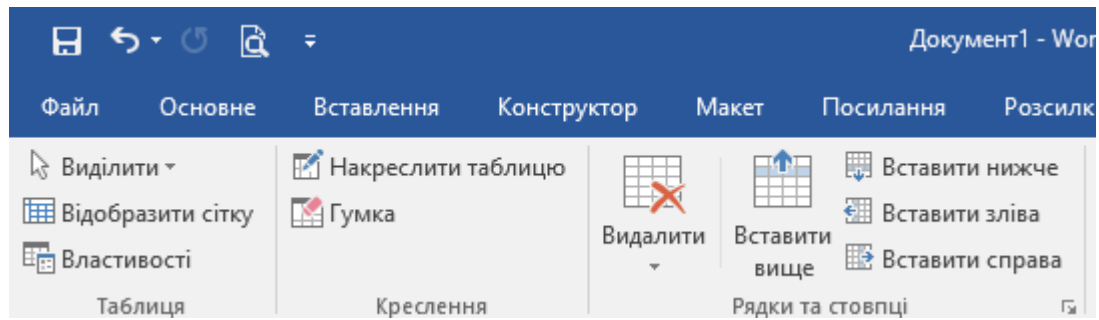 Документ1 - Wor
Файл Основне Вставлення Конструктор Макет Посилання Розсилк
Виділити
Відобразити сітку
Властивості
Таблиця
Накреслити таблицю
Гумка
Креслення
Видалити
Вставити
вище
Вставити нижче
Вставити зліва
Вставити справа
Рядки та стовпці